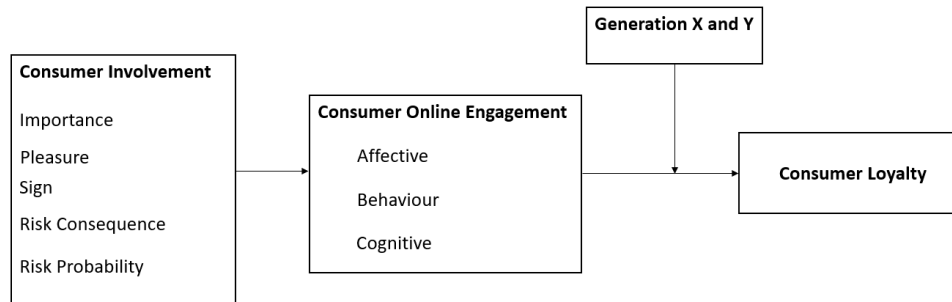 Generation X and Y
Consumer Involvement
Importance
Pleasure
Sign
Risk Consequence
Risk Probability
Consumer Online Engagement
Affective
Behaviour
Cognitive
Consumer Loyalty